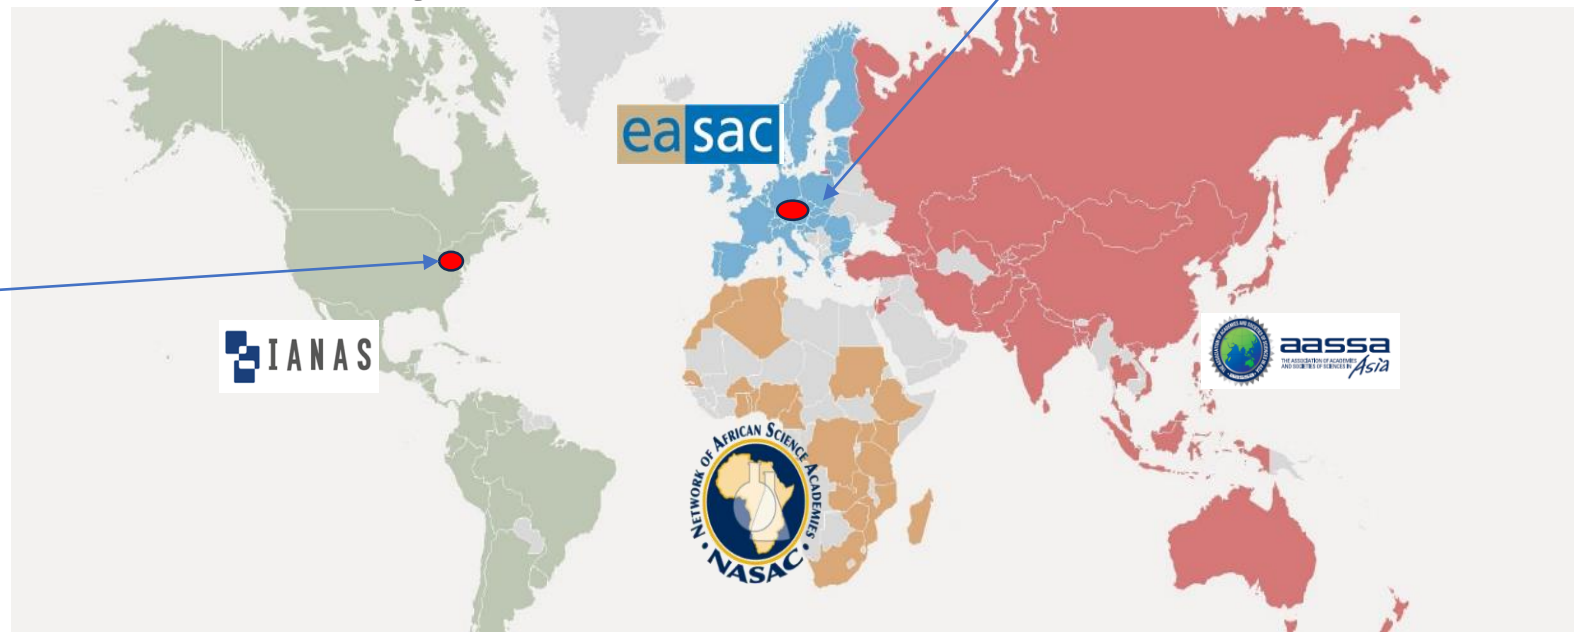 easac
IANAS
aassa
THE ASSOCIATION OF ACADEMIES
AND SOCIETIES OF SCIENCES IN Asia
NETWORK OF AFRICAN SCIENCE ACADEMIES
NASAC